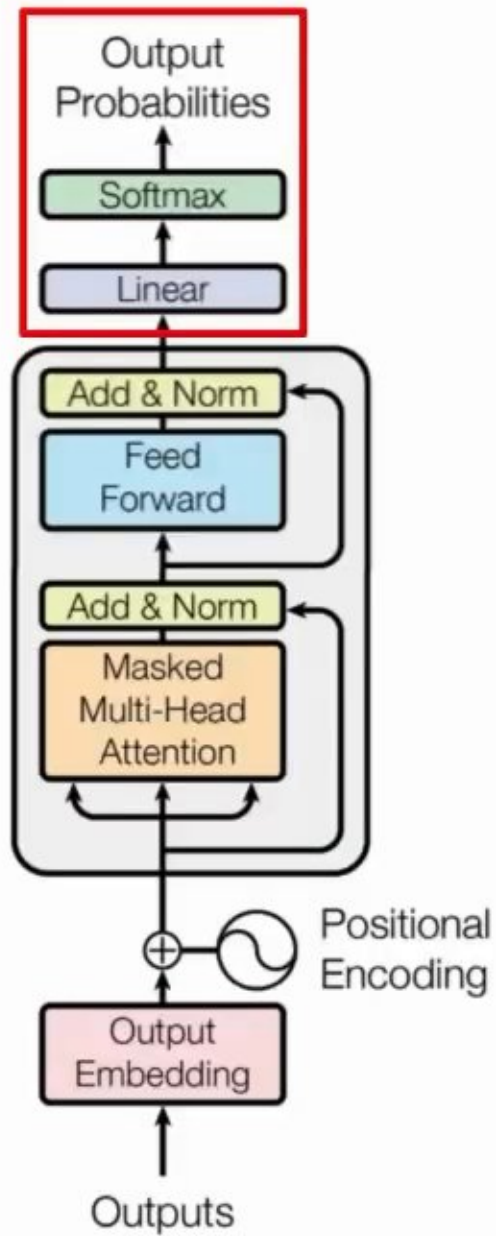 Output
Probabilities
Softmax
Linear
Add & Norm
Feed
Forward
Add & Norm
Masked
Multi-Head
Attention
Positional
Encoding
Output
Embedding
Outputs